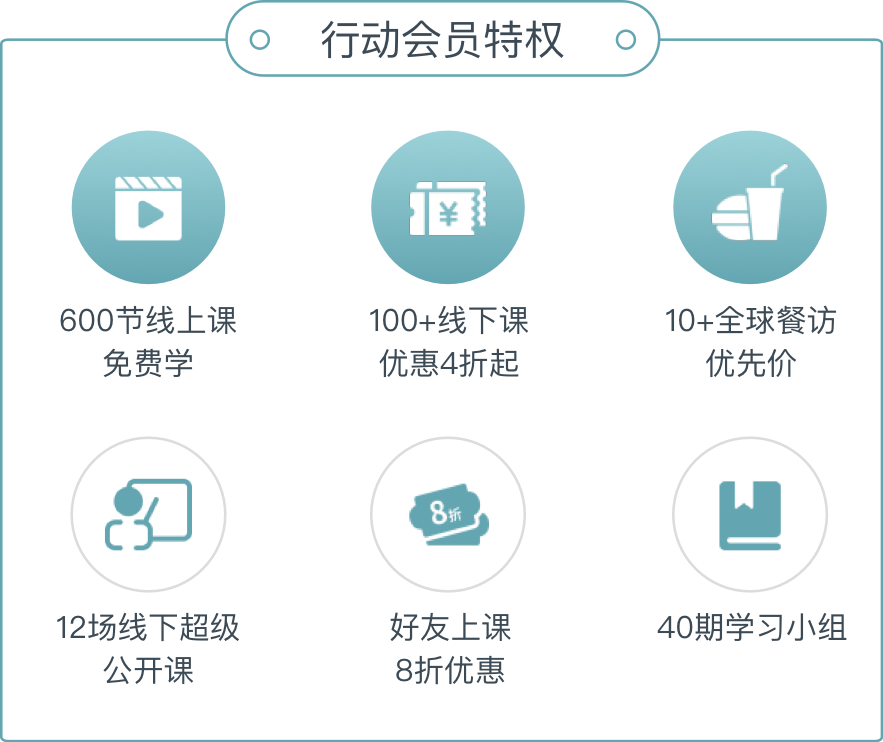 行动会员特权
¥
600节线上课
免费学
100+线下课
优惠4折起
10+全球餐访
优先价
8折
12场线下超级
公开课
好友上课
8折优惠
40期学习小组